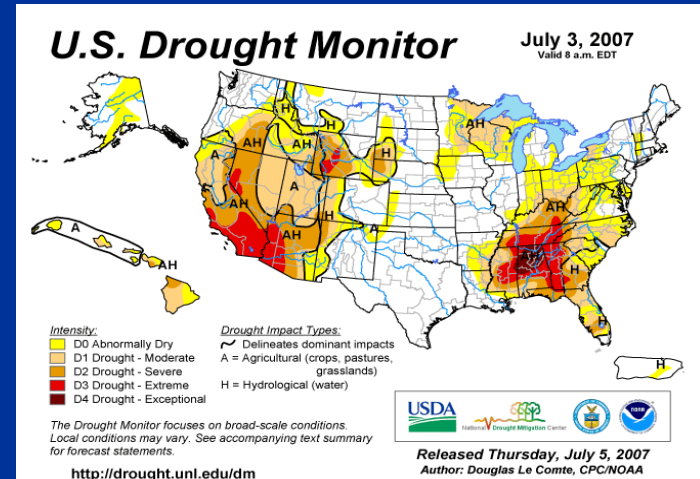 U.S. Drought Monitor
July 3, 2007
Valid 8 a.m. EDT
H
H
AH
AH
AH
H
A
A
AH
H
AH
A
AH
AH
H
H
A
AH
H
Intensity:
D0 Abnormally Dry
D1 Drought - Moderate
D2 Drought - Severe
D3 Drought - Extreme
D4 Drought - Exceptional
Drought Impact Types:
Delineates dominant impacts
A = Agricultural (crops, pastures,
grasslands)
H = Hydrological (water)
The Drought Monitor focuses on broad-scale conditions.
Local conditions may vary. See accompanying text summary
for forecast statements.
http://drought.unl.edu/dm
USDA
National Drought Mitigation Center
NOAA
Released Thursday, July 5, 2007
Author: Douglas Le Comte, CPC/NOAA